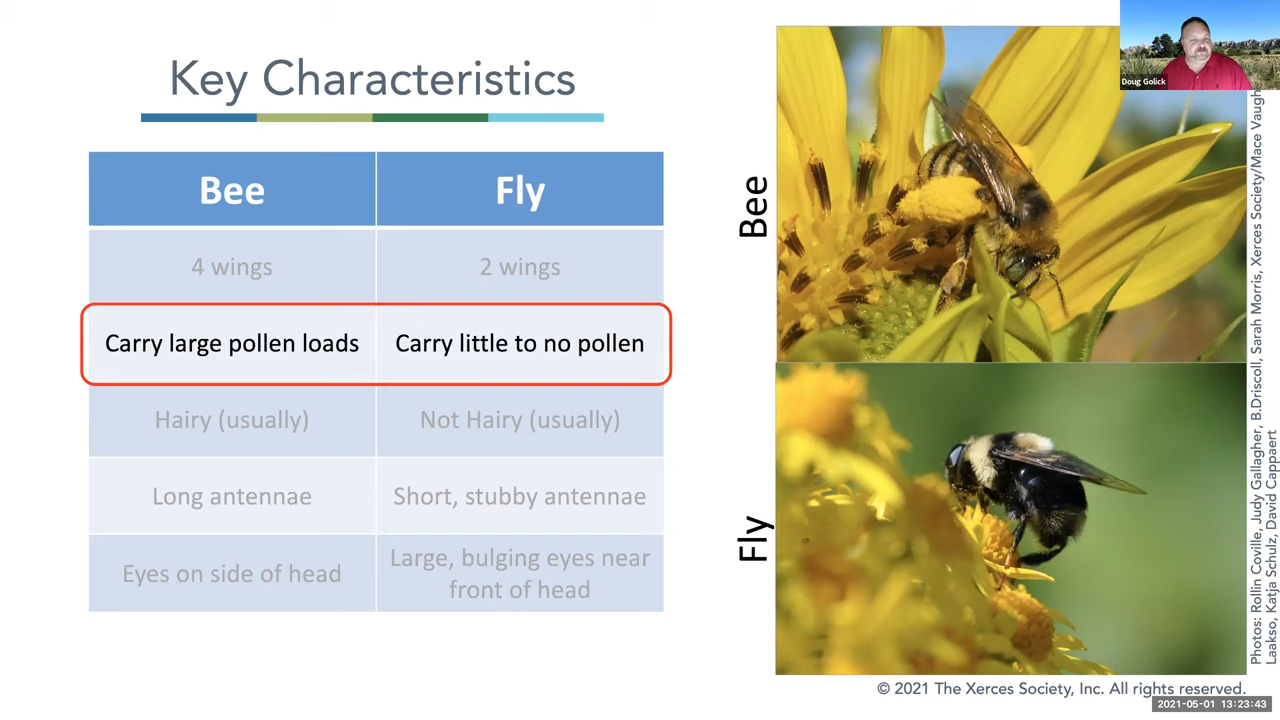 Key Characteristics
Bee Fly
4 wings 2 wings
Carry large pollen loads Carry little to no pollen
Hairy (usually) Not Hairy (usually)
Long antennae Short, stubby antennae
Eyes on side of head Large, bulging eyes near
front of head
Bee
Fly
Doug Golick
Photos: Rollin Coville, Judy Gallagher, B.Driscoll, Sarah Morris, Xerces Society/Mace Vaugh
Laakso, Katja Schulz, David Cappaert
© 2021 The Xerces Society, Inc. All rights reserved.
2021-05-01 13:23:43